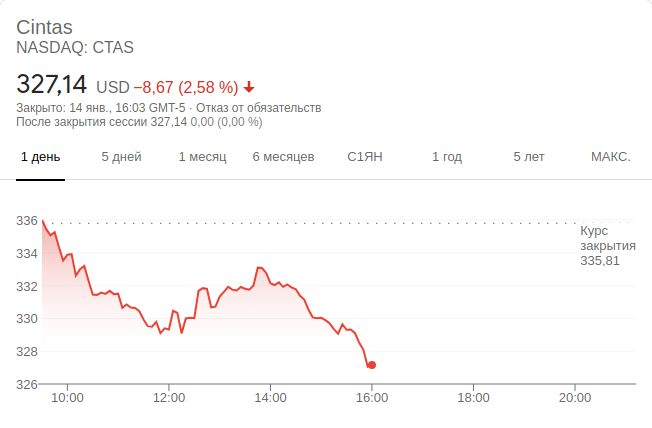 Cintas
NASDAQ: CTAS
327,14 USD −8,67 (2,58 %)
Закрыто: 14 янв., 16:03 GMT-5 · Отказ от обязательств
После закрытия сессии 327,14 0,00 (0,00 %)
1 день 5 дней 1 месяц 6 месяцев С1ЯН 1 год 5 лет МАКС.
336
Курс
закрытия
335,81
334
332
330
328
326
10:00 12:00 14:00 16:00 18:00 20:00